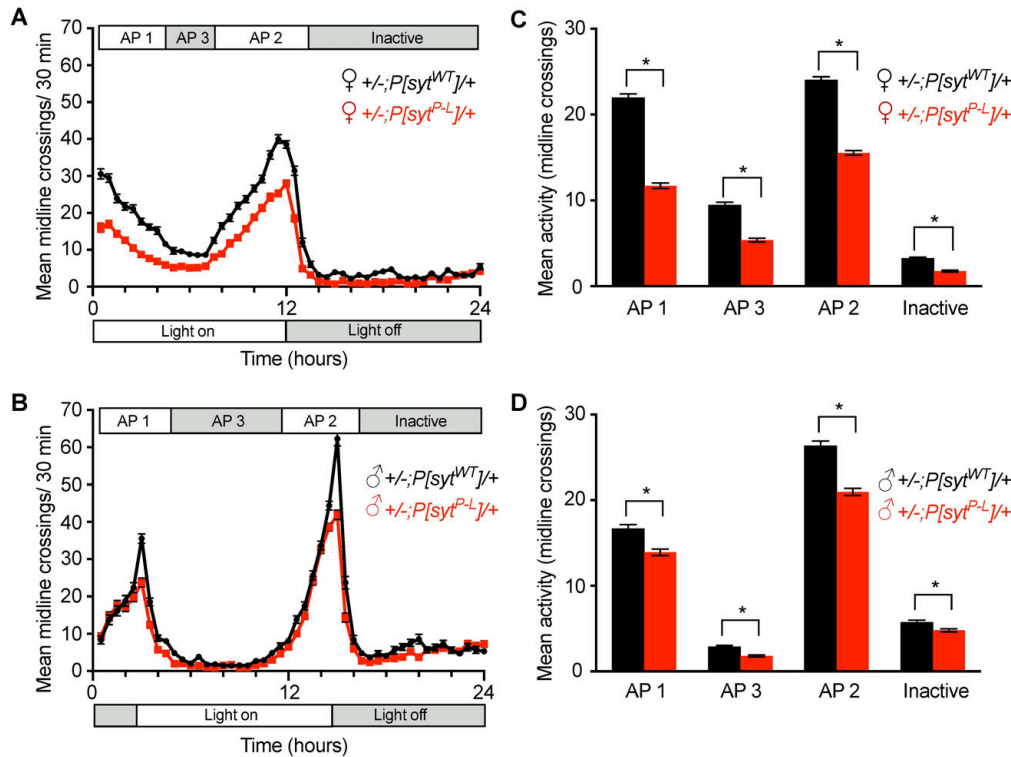 A
Mean midline crossings/ 30 min
70
60
50
40
30
20
10
0
AP 1 AP 3 AP 2 Inactive
♀ +/-;P[syt^WT]/+
♀ +/-;P[syt^P-L]/+
0 12 24
Light on Light off
Time (hours)
B
Mean midline crossings/ 30 min
70
60
50
40
30
20
10
0
AP 1 AP 3 AP 2 Inactive
♂ +/-;P[syt^WT]/+
♂ +/-;P[syt^P-L]/+
0 12 24
Light on Light off
Time (hours)
C
Mean activity (midline crossings)
30
20
10
0
* * * *
♀ +/-;P[syt^WT]/+
♀ +/-;P[syt^P-L]/+
AP 1 AP 3 AP 2 Inactive
D
Mean activity (midline crossings)
30
20
10
0
* * * *
♂ +/-;P[syt^WT]/+
♂ +/-;P[syt^P-L]/+
AP 1 AP 3 AP 2 Inactive